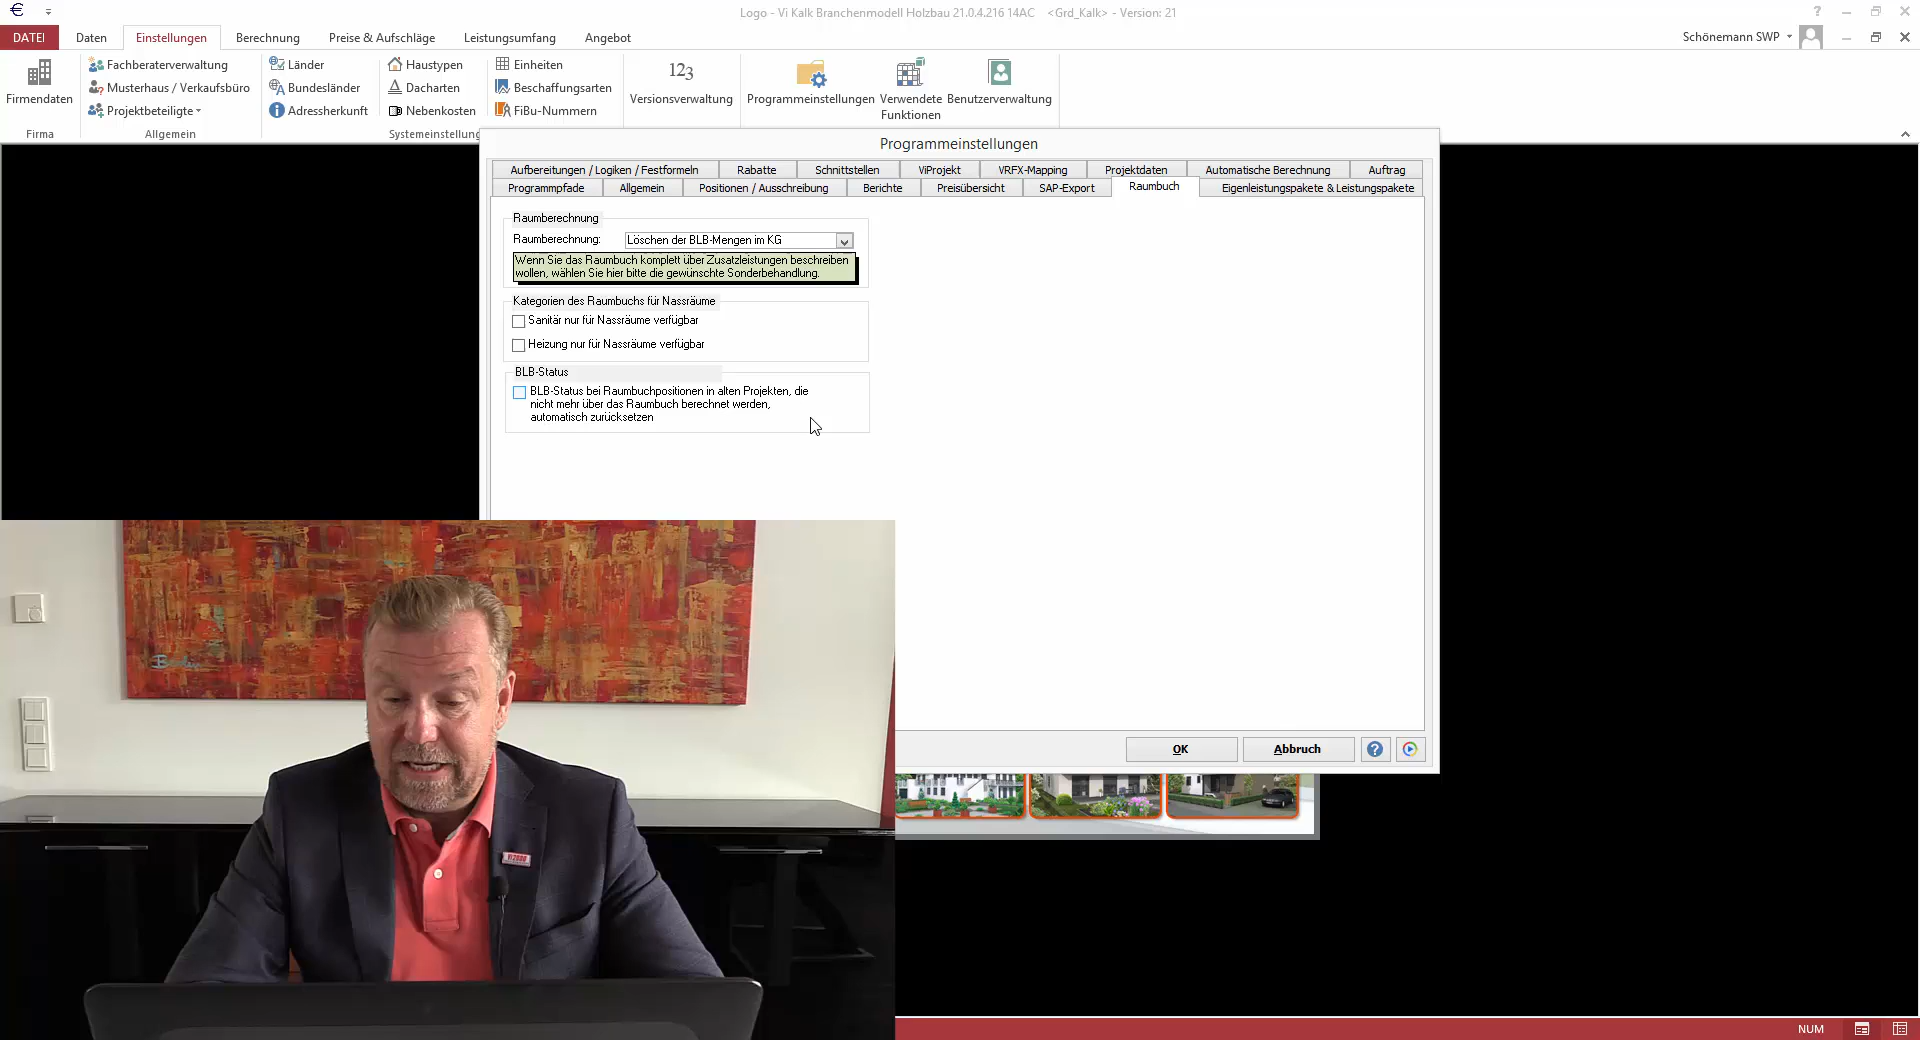 Logo - Vi Kalk Branchenmodell Holzbau 21.0.4.216 14AC <Grd_Kalk> - Version: 21
DATEI Daten Einstellungen Berechnung Preise & Aufschläge Leistungsumfang Angebot Schönemann SWP
Fachberaterverwaltung Länder Haustypen Einheiten
Musterhaus / Verkaufsbüro Bundesländer Dacharten Beschaffungsarten
Projektbeteiligte Adressherkunft Nebenkosten FiBu-Nummern
Firmendaten
123
Versionsverwaltung Programmeinstellungen Verwendete Funktionen Benutzerverwaltung
Firma Allgemein Systemeinstellung
Programmeinstellungen
Aufbereitungen / Logiken / Festformeln Rabatte Schnittstellen ViProjekt VRFX-Mapping Projektdaten Automatische Berechnung Auftrag
Programmpfade Allgemein Positionen / Ausschreibung Berichte Preisübersicht SAP-Export Raumbuch Eigenleistungspakete & Leistungspakete
Raumberechnung
Raumberechnung: Löschen der BLB-Mengen im KG
Wenn Sie das Raumbuch komplett über Zusatzleistungen beschreiben
wollen, wählen Sie hier bitte die gewünschte Sonderbehandlung.
Kategorien des Raumbuchs für Nassräume
Sanitär nur für Nassräume verfügbar
Heizung nur für Nassräume verfügbar
BLB-Status
BLB-Status bei Raumbuchpositionen in alten Projekten, die
nicht mehr über das Raumbuch berechnet werden,
automatisch zurücksetzen
OK Abbruch
NUM